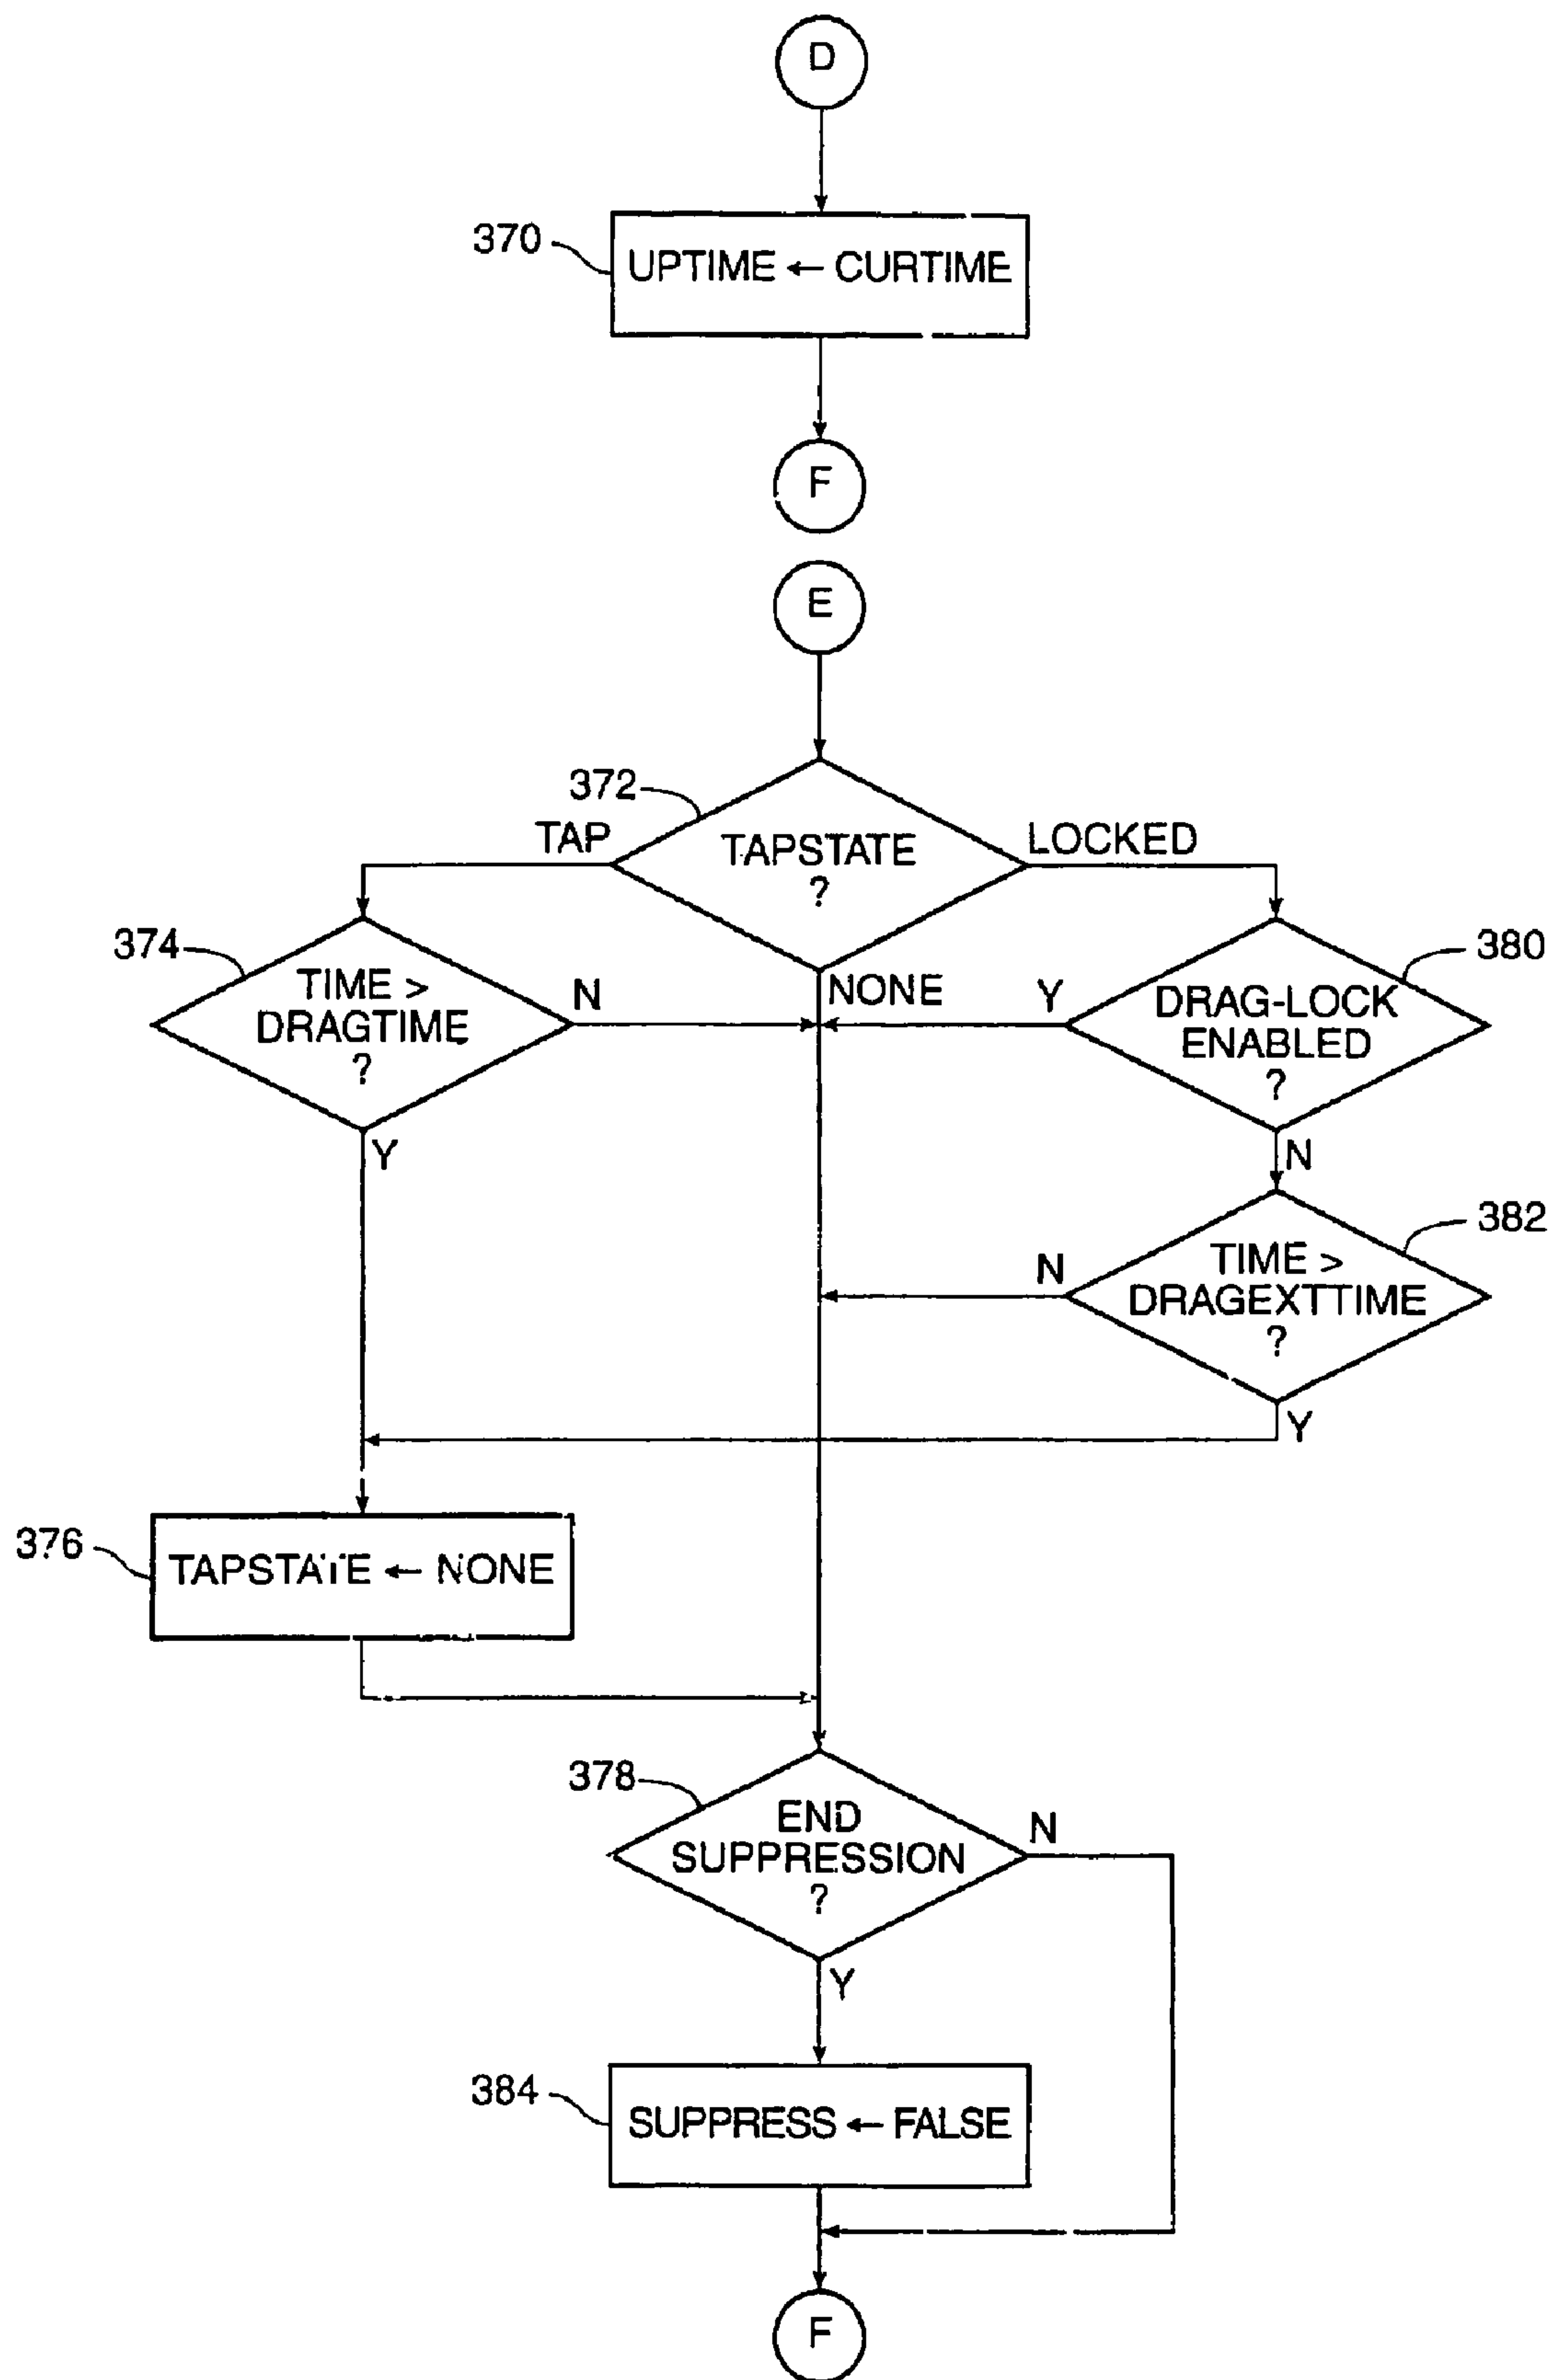 D
370
UPTIME ← CURTIME
F
E
372
TAP
TAPSTATE
?
LOCKED
374
TIME >
DRAGTIME
?
N
NONE
Y
380
DRAG-LOCK
ENABLED
?
Y
N
382
TIME >
DRAGEXTTIME
?
N
Y
376
TAPSTATE ← NONE
378
END
SUPPRESSION
?
N
Y
384
SUPPRESS ← FALSE
F